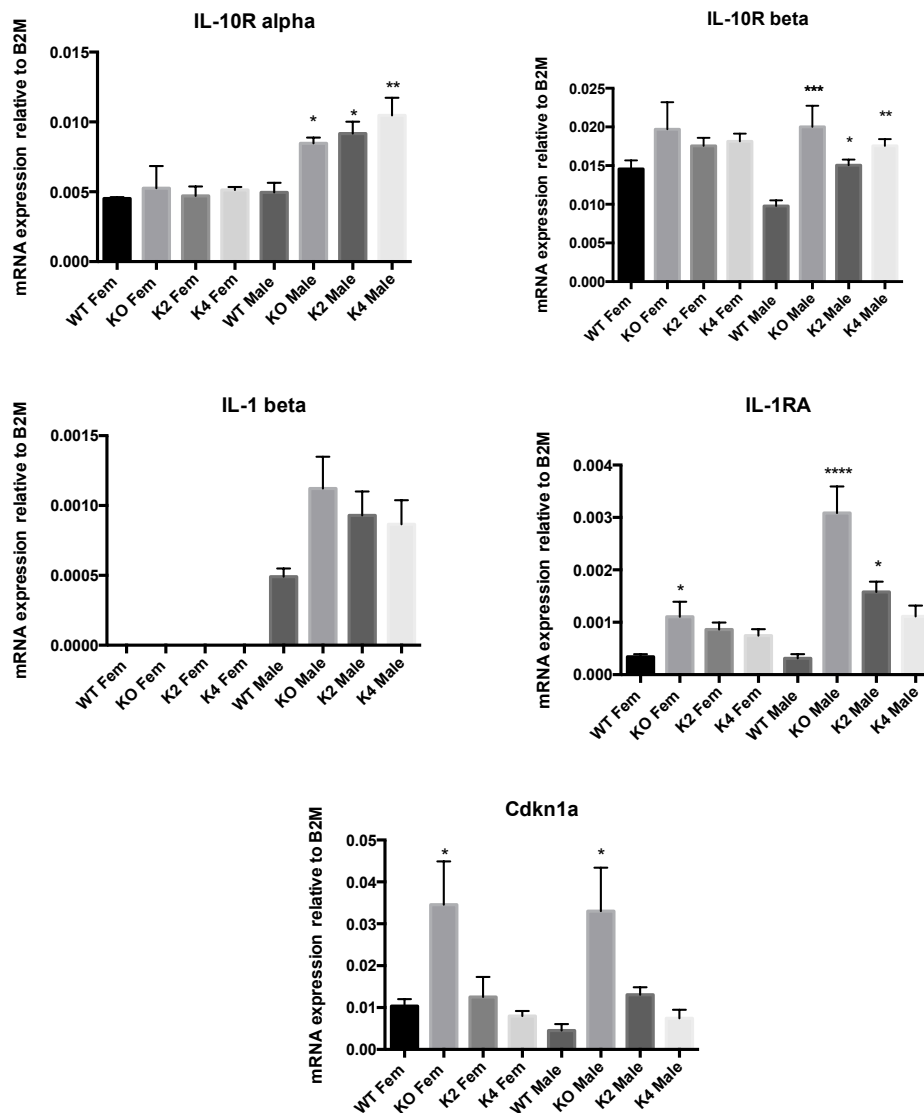 IL-10R alpha
mRNA expression relative to B2M
0.015
0.010
0.005
0.000
*
*
**
WT Fem
KO Fem
K2 Fem
K4 Fem
WT Male
KO Male
K2 Male
K4 Male
IL-10R beta
mRNA expression relative to B2M
0.025
0.020
0.015
0.010
0.005
0.000
***
*
**
WT Fem
KO Fem
K2 Fem
K4 Fem
WT Male
KO Male
K2 Male
K4 Male
IL-1 beta
mRNA expression relative to B2M
0.0015
0.0010
0.0005
0.0000
WT Fem
KO Fem
K2 Fem
K4 Fem
WT Male
KO Male
K2 Male
K4 Male
IL-1RA
mRNA expression relative to B2M
0.004
0.003
0.002
0.001
0.000
*
****
*
WT Fem
KO Fem
K2 Fem
K4 Fem
WT Male
KO Male
K2 Male
K4 Male
Cdkn1a
mRNA expression relative to B2M
0.05
0.04
0.03
0.02
0.01
0.00
*
*
WT Fem
KO Fem
K2 Fem
K4 Fem
WT Male
KO Male
K2 Male
K4 Male